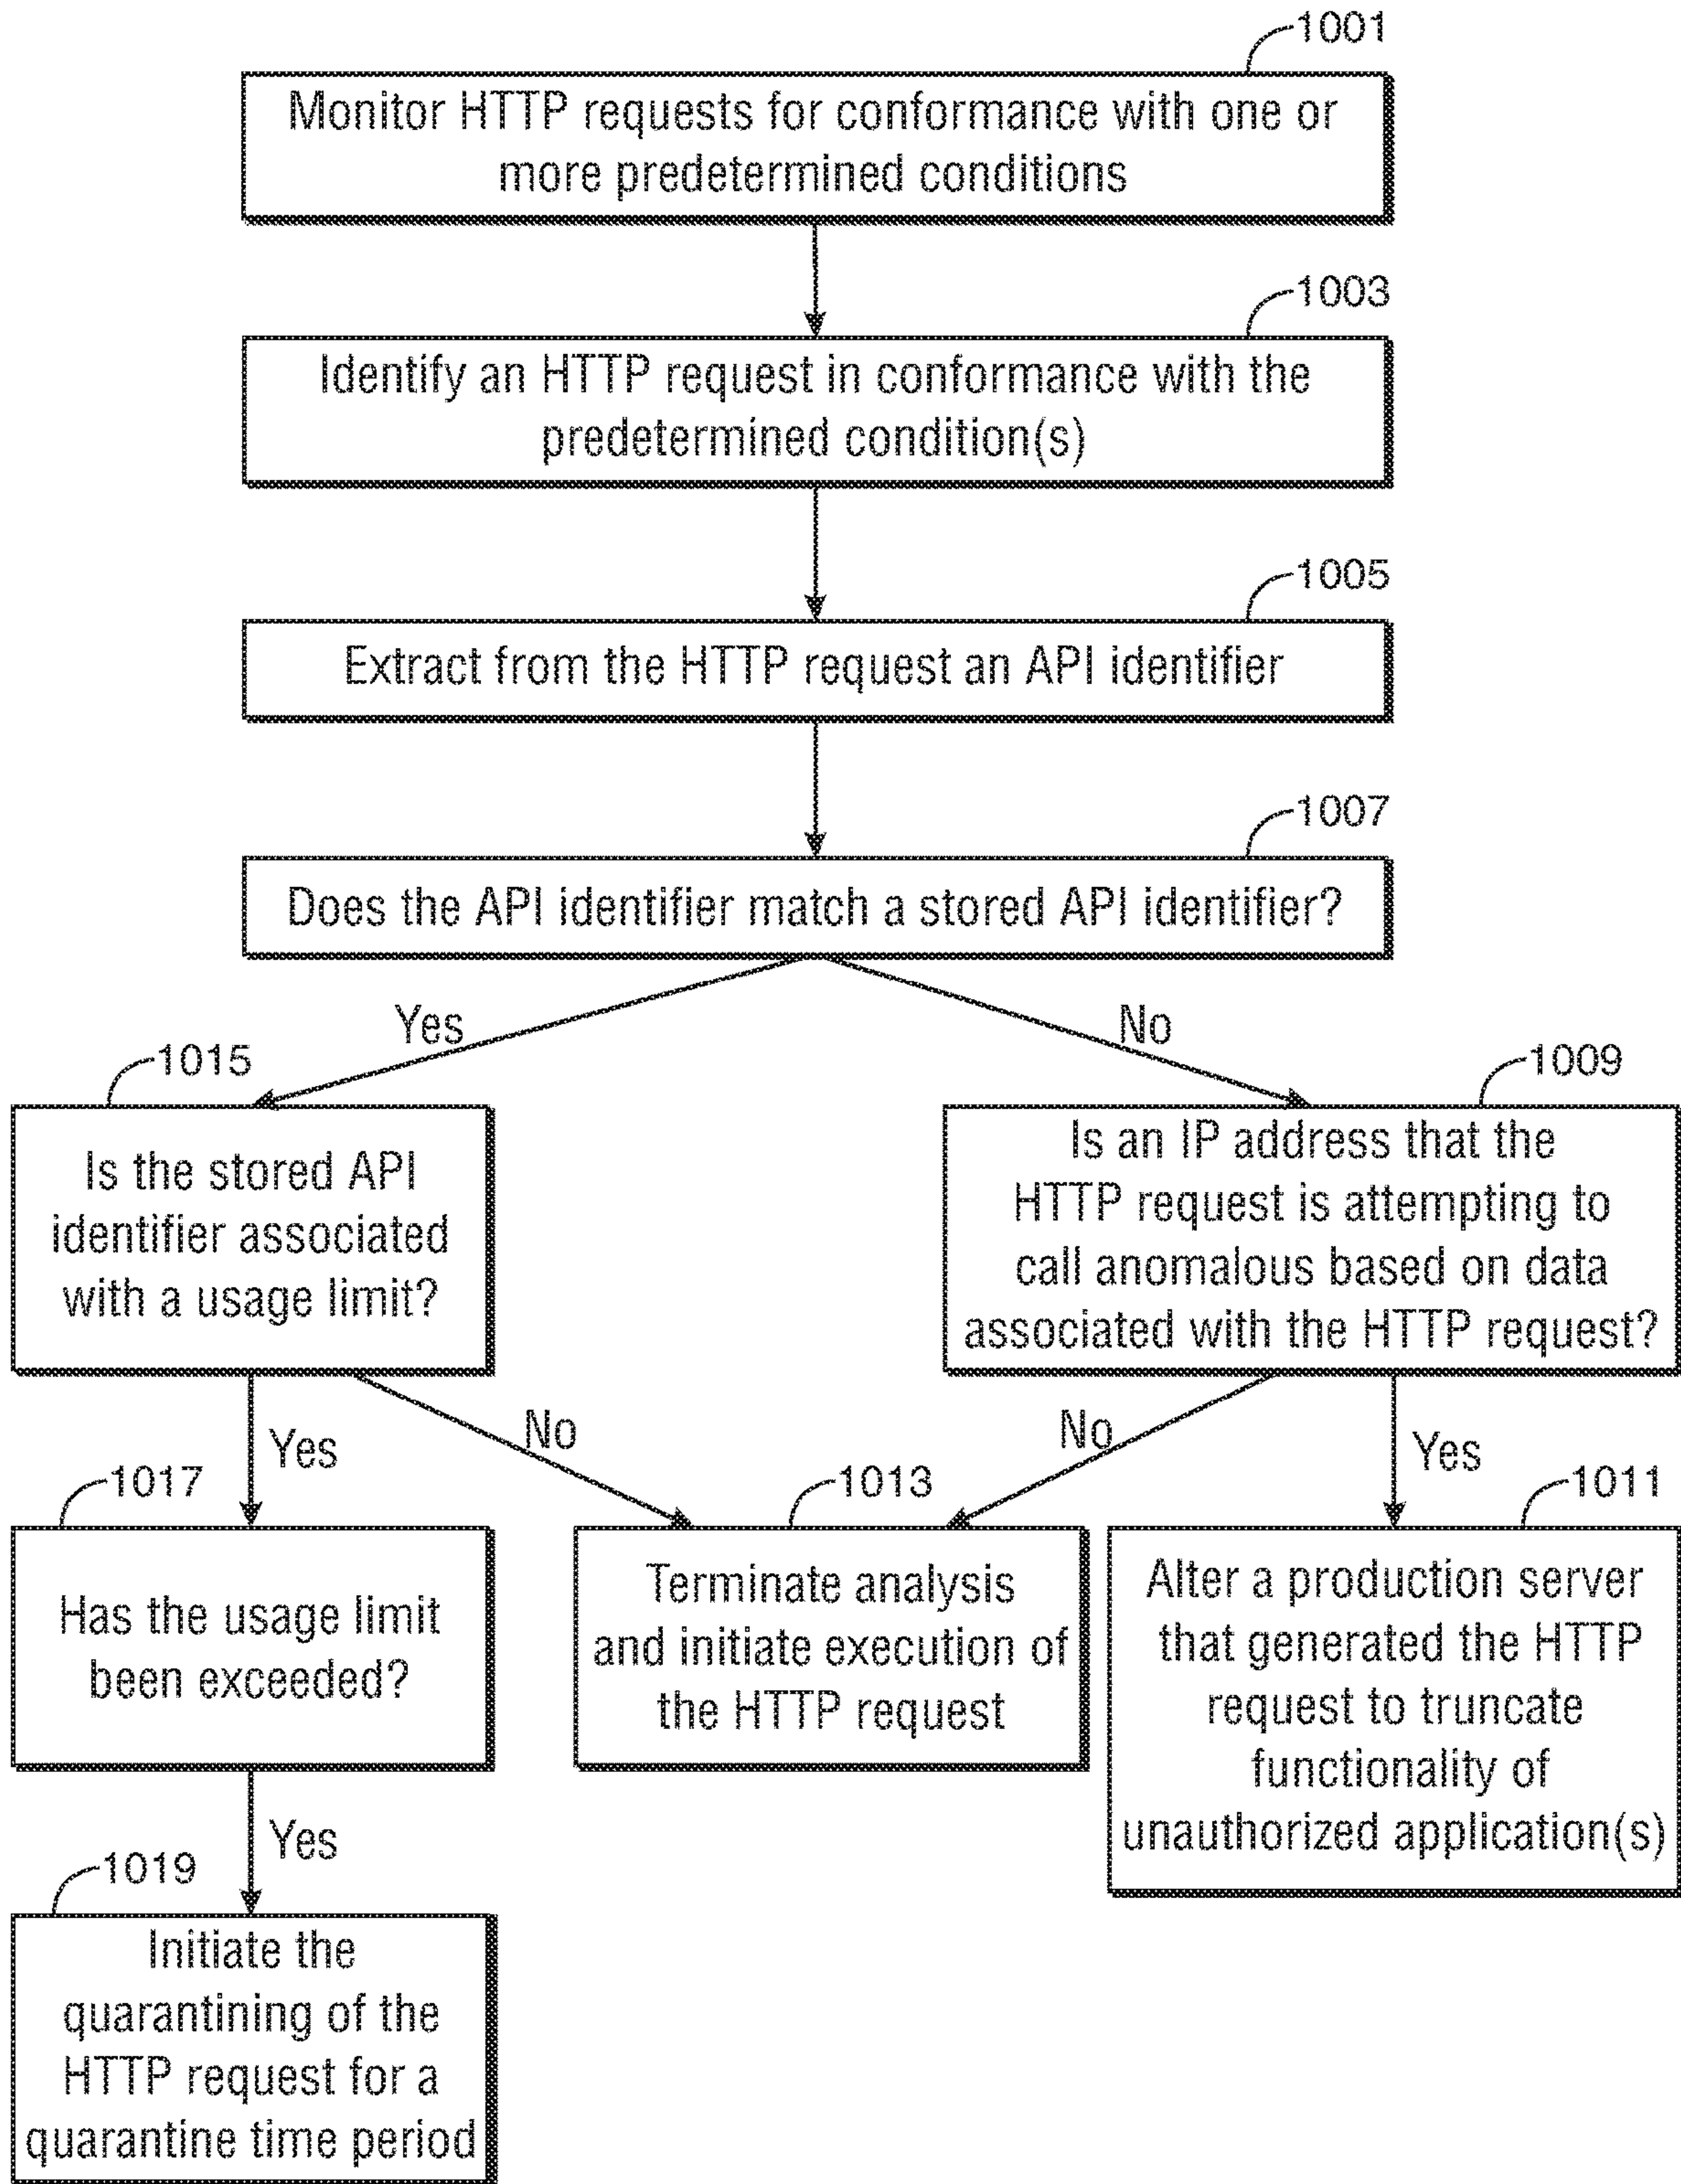 1001
Monitor HTTP requests for conformance with one or
more predetermined conditions
1003
Identify an HTTP request in conformance with the
predetermined condition(s)
1005
Extract from the HTTP request an API identifier
1007
Does the API identifier match a stored API identifier?
Yes
No
1015
Is the stored API
identifier associated
with a usage limit?
1009
Is an IP address that the
HTTP request is attempting to
call anomalous based on data
associated with the HTTP request?
Yes
No
No
Yes
1017
Has the usage limit
been exceeded?
1013
Terminate analysis
and initiate execution of
the HTTP request
1011
Alter a production server
that generated the HTTP
request to truncate
functionality of
unauthorized application(s)
Yes
1019
Initiate the
quarantining of the
HTTP request for a
quarantine time period